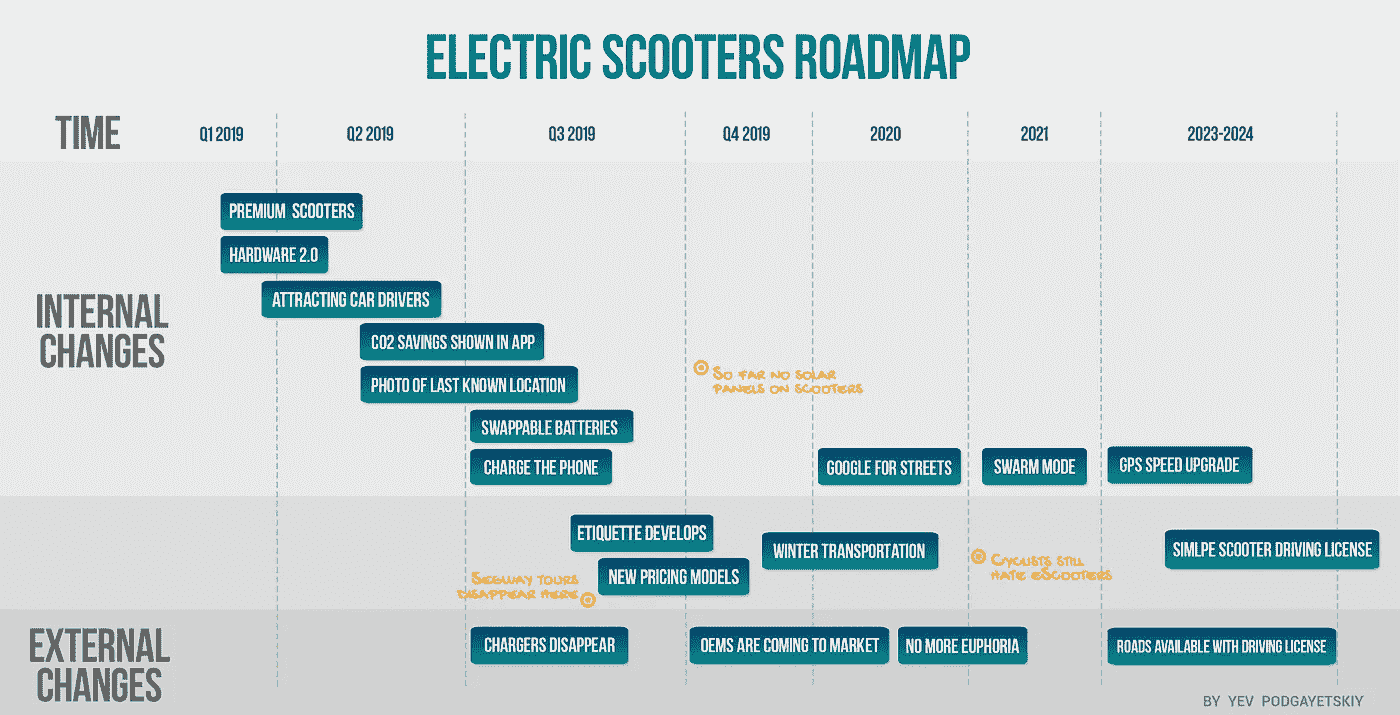 ELECTRIC SCOOTERS ROADMAP
TIME
Q1 2019
Q2 2019
Q3 2019
Q4 2019
2020
2021
2023-2024
INTERNAL
CHANGES
PREMIUM SCOOTERS
HARDWARE 2.0
ATTRACTING CAR DRIVERS
CO2 SAVINGS SHOWN IN APP
PHOTO OF LAST KNOWN LOCATION
SO FAR NO SOLAR
PANELS ON SCOOTERS
SWAPPABLE BATTERIES
CHARGE THE PHONE
GOOGLE FOR STREETS
SWARM MODE
GPS SPEED UPGRADE
ETIQUETTE DEVELOPS
WINTER TRANSPORTATION
SIMLPE SCOOTER DRIVING LICENSE
NEW PRICING MODELS
SEGWAY TOURS
DISAPPEAR HERE
CYCLISTS STILL
HATE ESCOOTERS
EXTERNAL
CHANGES
CHARGERS DISAPPEAR
OEMS ARE COMING TO MARKET
NO MORE EUPHORIA
ROADS AVAILABLE WITH DRIVING LICENSE
BY YEV PODGAYETSKIY